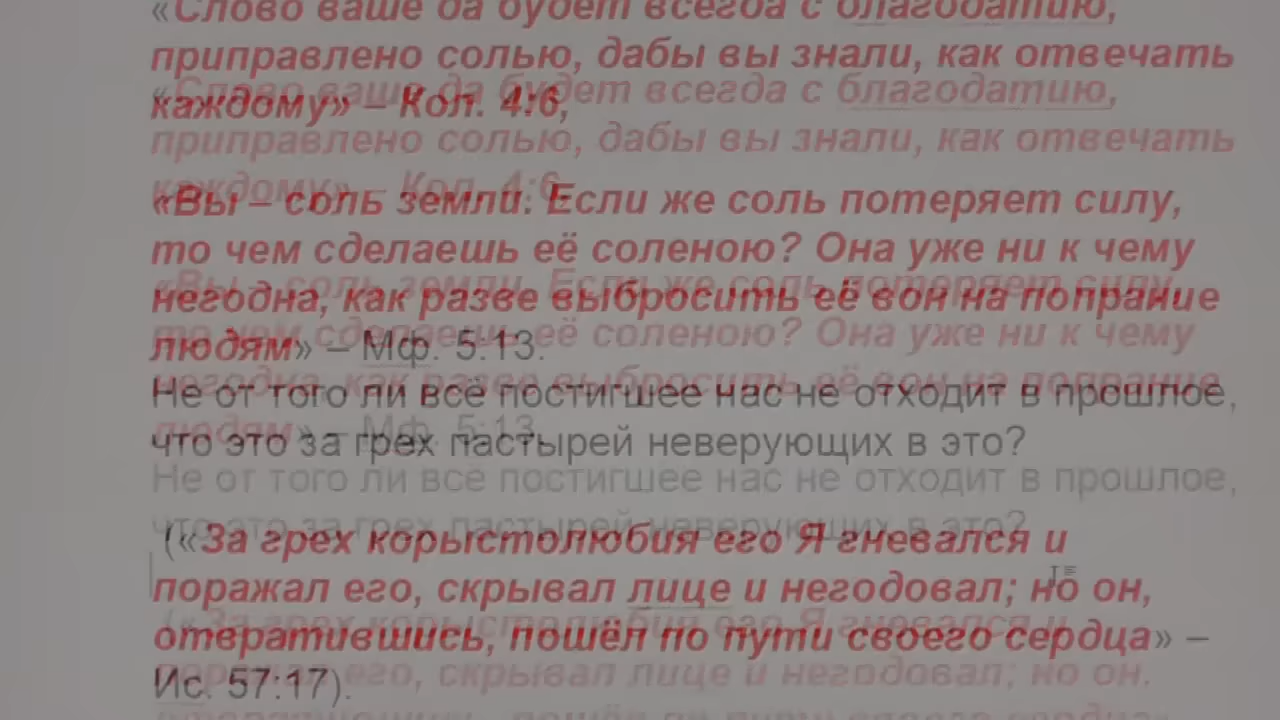 «Слово ваше да будет всегда с благодатию,
приправлено солью, дабы вы знали, как отвечать
каждому» – Кол. 4:6,
«Вы – соль земли. Если же соль потеряет силу,
то чем сделаешь её соленою? Она уже ни к чему
негодна, как разве выбросить её вон на попрание
людям» – Мф. 5:13.
Не от того ли всё постигшее нас не отходит в прошлое,
что это за грех пастырей неверующих в это?
(«За грех корыстолюбия его Я гневался и
поражал его, скрывал лице и негодовал; но он,
отвратившись, пошёл по пути своего сердца» –
Ис. 57:17).